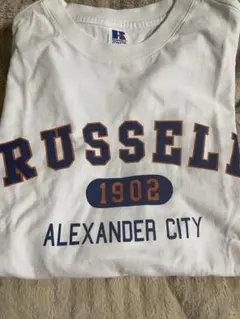 R
RUSSELL
1902
ALEXANDER CITY